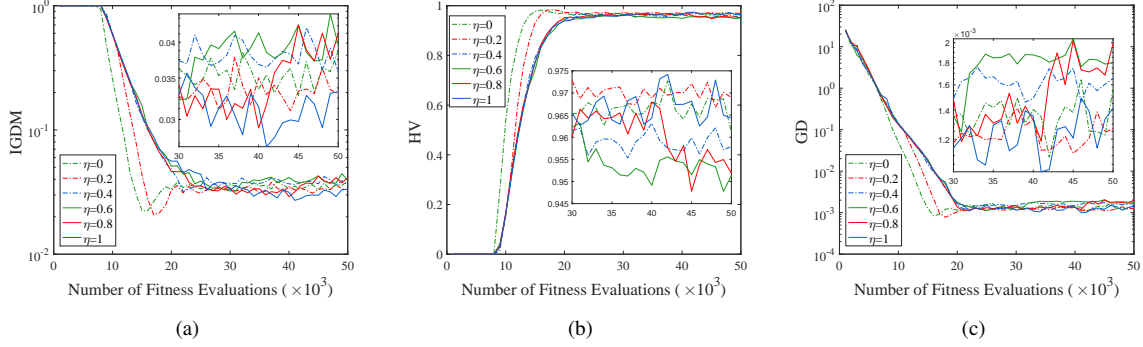 10^0
10^-1
10^-2
IGDM
0 10 20 30 40 50
Number of Fitness Evaluations (×10^3)
0.04
0.035
0.03
30 35 40 45 50
η=0
η=0.2
η=0.4
η=0.6
η=0.8
η=1
(a)
1
0.8
0.6
0.4
0.2
0
HV
0 10 20 30 40 50
Number of Fitness Evaluations (×10^3)
η=0
η=0.2
η=0.4
η=0.6
η=0.8
η=1
0.975
0.97
0.965
0.96
0.955
0.95
0.945
30 35 40 45 50
(b)
10^2
10^1
10^0
10^-1
10^-2
10^-3
10^-4
GD
0 10 20 30 40 50
Number of Fitness Evaluations (×10^3)
×10^-3
2
1.8
1.6
1.4
1.2
1
30 35 40 45 50
η=0
η=0.2
η=0.4
η=0.6
η=0.8
η=1
(c)